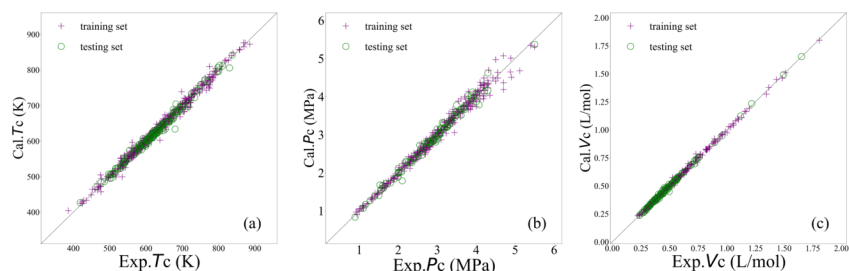 training set
testing set
900
800
700
600
500
400
Cal.Tc (K)
400 500 600 700 800 900
Exp.Tc (K)
(a)
training set
testing set
6
5
4
3
2
1
Cal.Pc (MPa)
1 2 3 4 5 6
Exp.Pc (MPa)
(b)
training set
testing set
2.00
1.75
1.50
1.25
1.00
0.75
0.50
0.25
0.00
Cal.Vc (L/mol)
0.00 0.25 0.50 0.75 1.00 1.25 1.50 1.75 2.00
Exp.Vc (L/mol)
(c)